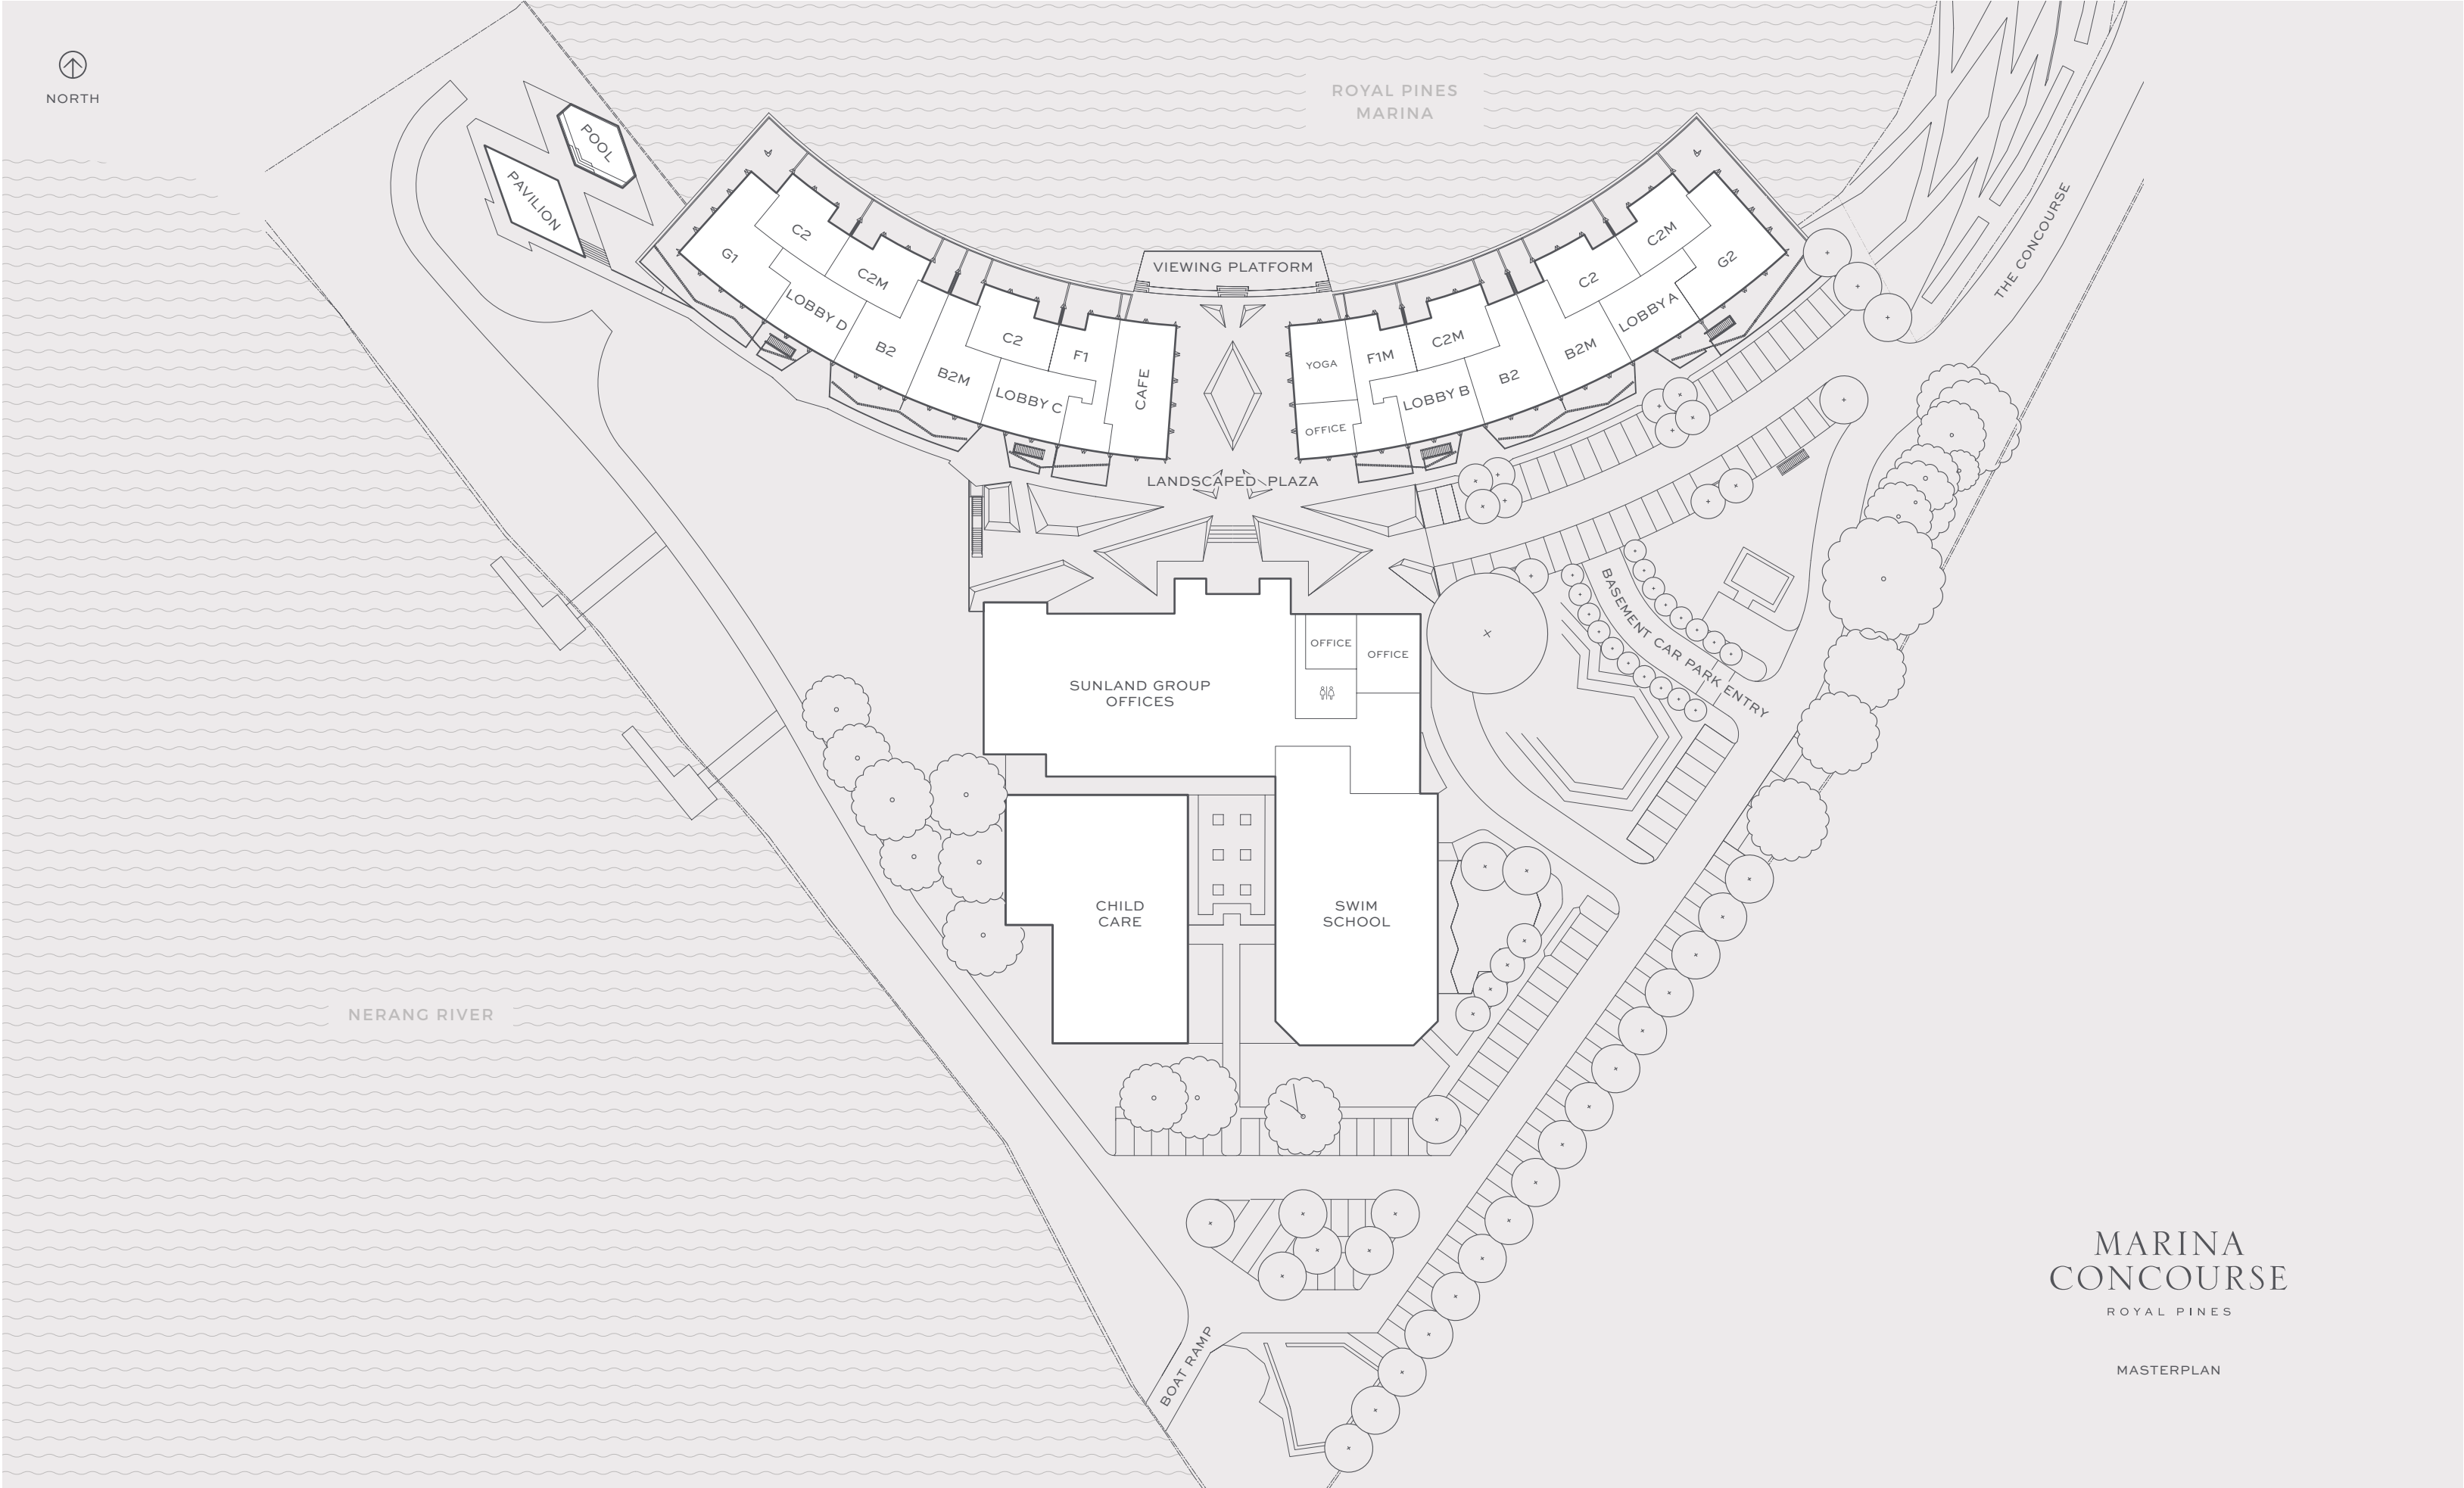 NORTH
ROYAL PINES
MARINA
POOL
PAVILION
THE CONCOURSE
G1
C2
C2M
LOBBY D
B2
B2M
C2
LOBBY C
F1
CAFE
VIEWING PLATFORM
YOGA
OFFICE
F1M
C2M
LOBBY B
B2
C2
B2M
C2M
LOBBY A
G2
LANDSCAPED PLAZA
BASEMENT CAR PARK ENTRY
SUNLAND GROUP
OFFICES
OFFICE
OFFICE
CHILD
CARE
SWIM
SCHOOL
NERANG RIVER
BOAT RAMP
MARINA
CONCOURSE
ROYAL PINES
MASTERPLAN